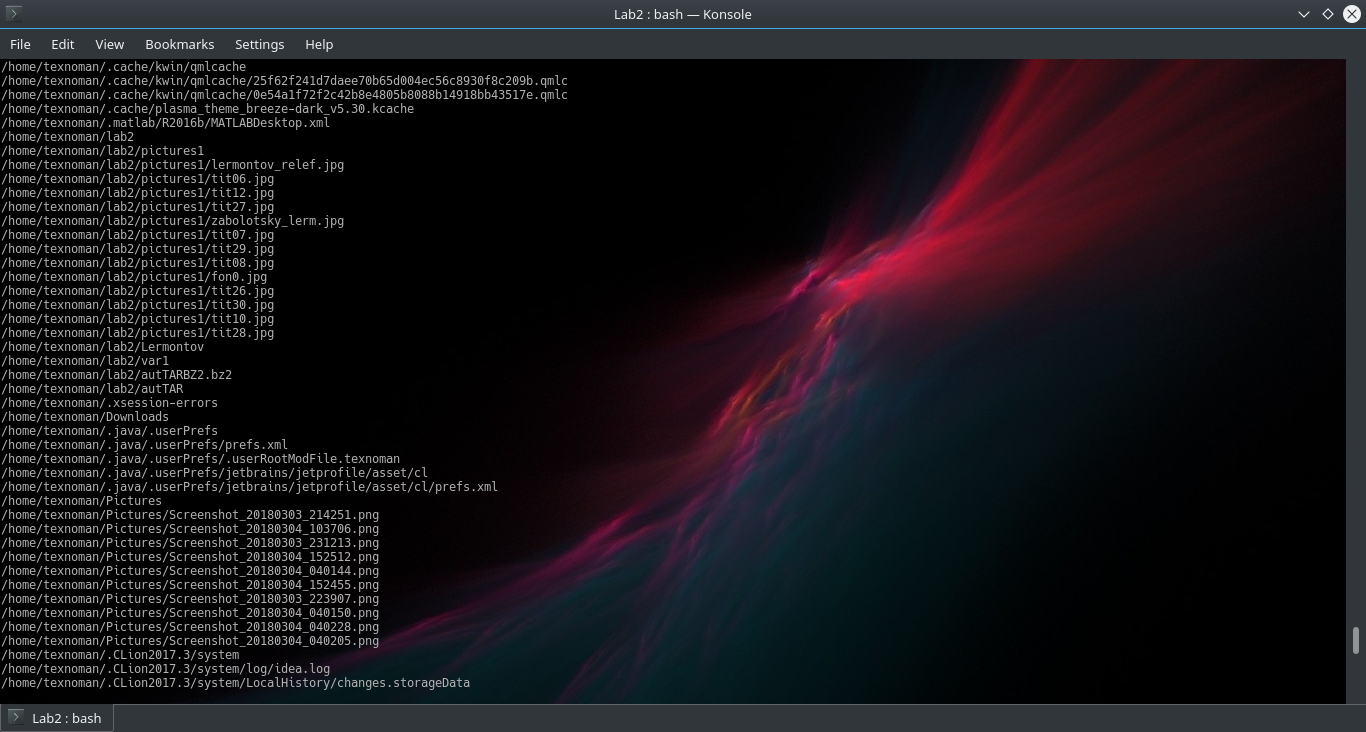 Lab2 : bash — Konsole
File Edit View Bookmarks Settings Help
/home/texnoman/.cache/kwin/qmlcache
/home/texnoman/.cache/kwin/qmlcache/25f62f241d7daee70b65d004ec56c8930f8c209b.qmlc
/home/texnoman/.cache/kwin/qmlcache/0e54a1f72f2c42b8e4805b8088b14918bb43517e.qmlc
/home/texnoman/.cache/plasma_theme_breeze-dark_v5.30.kcache
/home/texnoman/.matlab/R2016b/MATLABDesktop.xml
/home/texnoman/lab2
/home/texnoman/lab2/pictures1
/home/texnoman/lab2/pictures1/lermontov_relef.jpg
/home/texnoman/lab2/pictures1/tit06.jpg
/home/texnoman/lab2/pictures1/tit12.jpg
/home/texnoman/lab2/pictures1/tit27.jpg
/home/texnoman/lab2/pictures1/zabolotsky_lerm.jpg
/home/texnoman/lab2/pictures1/tit07.jpg
/home/texnoman/lab2/pictures1/tit29.jpg
/home/texnoman/lab2/pictures1/tit08.jpg
/home/texnoman/lab2/pictures1/fon0.jpg
/home/texnoman/lab2/pictures1/tit26.jpg
/home/texnoman/lab2/pictures1/tit30.jpg
/home/texnoman/lab2/pictures1/tit10.jpg
/home/texnoman/lab2/pictures1/tit28.jpg
/home/texnoman/lab2/Lermontov
/home/texnoman/lab2/var1
/home/texnoman/lab2/autTARBZ2.bz2
/home/texnoman/lab2/autTAR
/home/texnoman/.xsession-errors
/home/texnoman/Downloads
/home/texnoman/.java/.userPrefs
/home/texnoman/.java/.userPrefs/prefs.xml
/home/texnoman/.java/.userPrefs/.userRootModFile.texnoman
/home/texnoman/.java/.userPrefs/jetbrains/jetprofile/asset/cl
/home/texnoman/.java/.userPrefs/jetbrains/jetprofile/asset/cl/prefs.xml
/home/texnoman/Pictures
/home/texnoman/Pictures/Screenshot_20180303_214251.png
/home/texnoman/Pictures/Screenshot_20180304_103706.png
/home/texnoman/Pictures/Screenshot_20180303_231213.png
/home/texnoman/Pictures/Screenshot_20180304_152512.png
/home/texnoman/Pictures/Screenshot_20180304_040144.png
/home/texnoman/Pictures/Screenshot_20180304_152455.png
/home/texnoman/Pictures/Screenshot_20180303_223907.png
/home/texnoman/Pictures/Screenshot_20180304_040150.png
/home/texnoman/Pictures/Screenshot_20180304_040228.png
/home/texnoman/Pictures/Screenshot_20180304_040205.png
/home/texnoman/.CLion2017.3/system
/home/texnoman/.CLion2017.3/system/log/idea.log
/home/texnoman/.CLion2017.3/system/LocalHistory/changes.storageData
Lab2 : bash